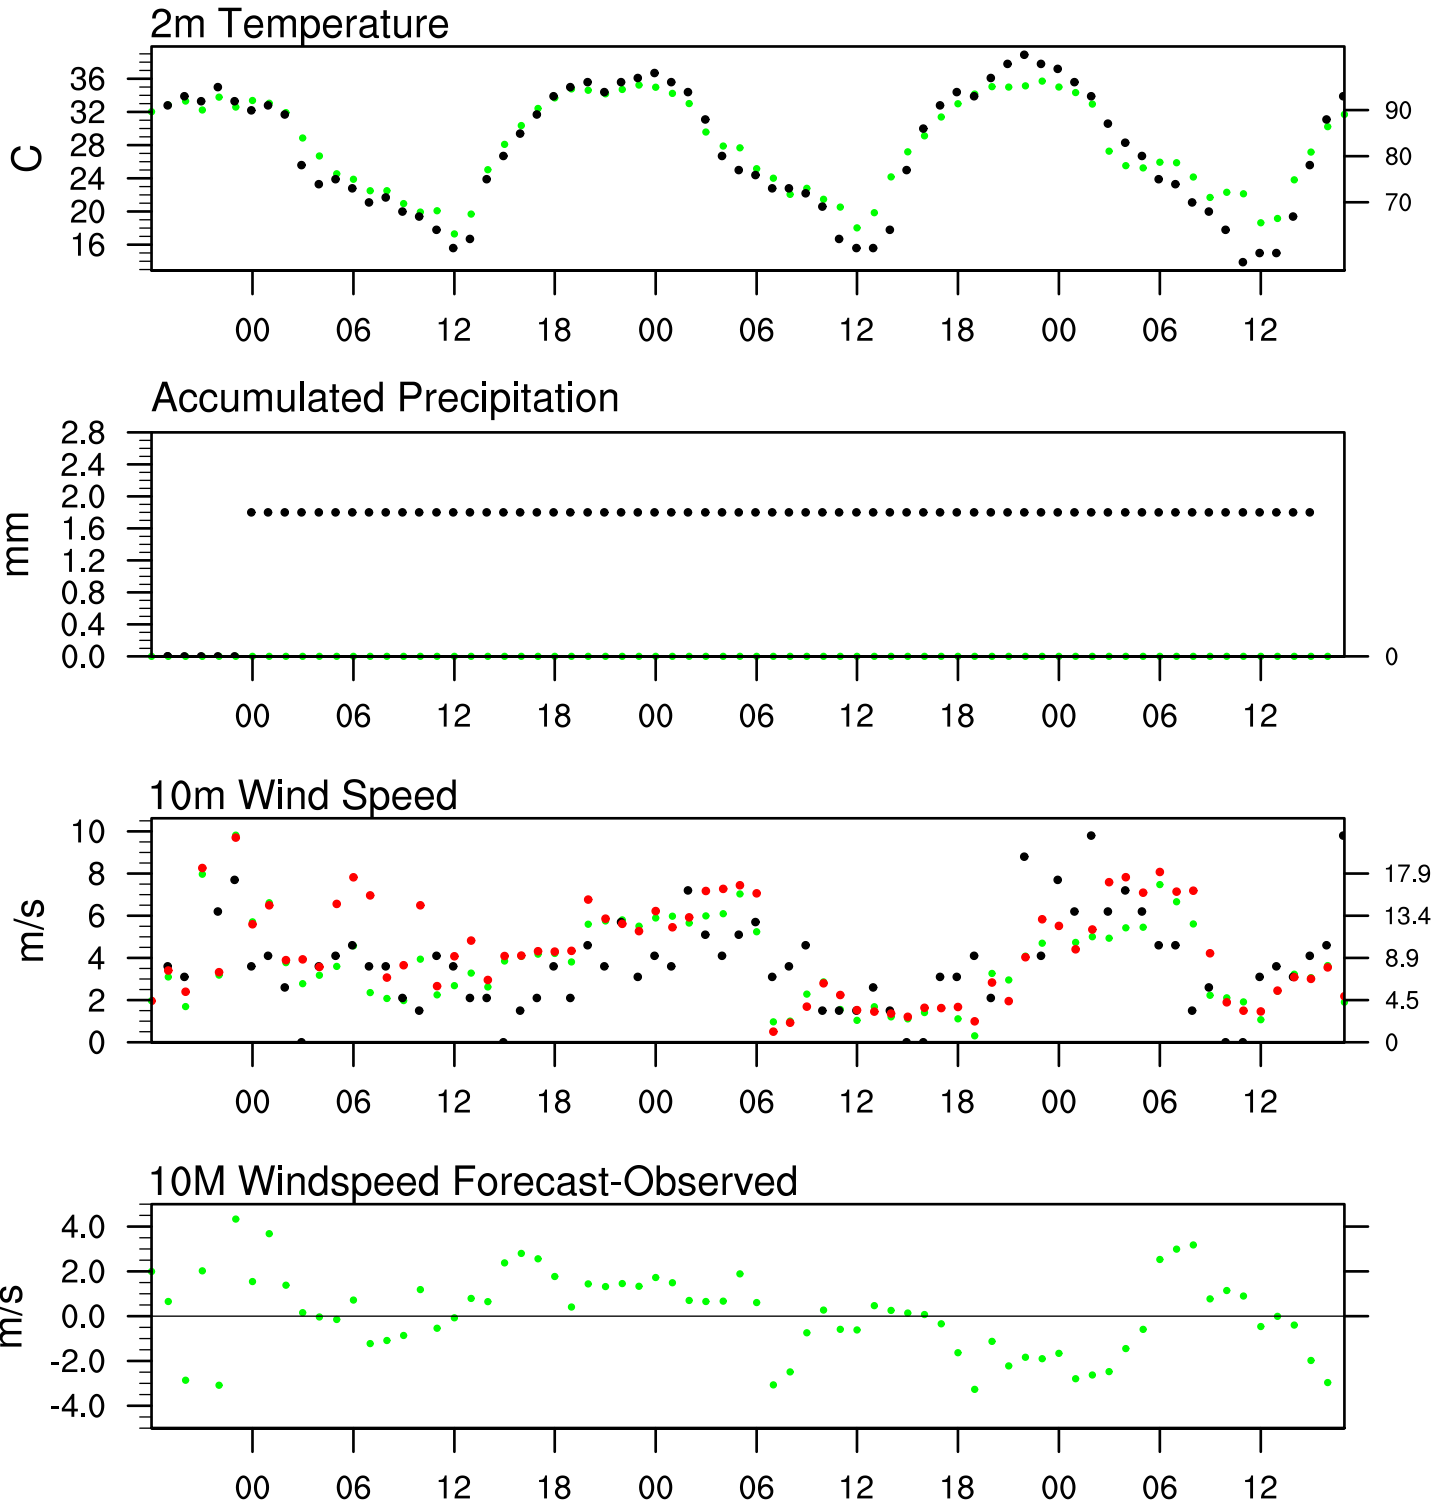 2m Temperature
36
32
28
24
20
16
C
90
80
70
00 06 12 18 00 06 12 18 00 06 12
Accumulated Precipitation
2.8
2.4
2.0
1.6
1.2
0.8
0.4
0.0
mm
0
00 06 12 18 00 06 12 18 00 06 12
10m Wind Speed
10
8
6
4
2
0
m/s
17.9
13.4
8.9
4.5
0
00 06 12 18 00 06 12 18 00 06 12
10M Windspeed Forecast-Observed
4.0
2.0
0.0
-2.0
-4.0
m/s
00 06 12 18 00 06 12 18 00 06 12